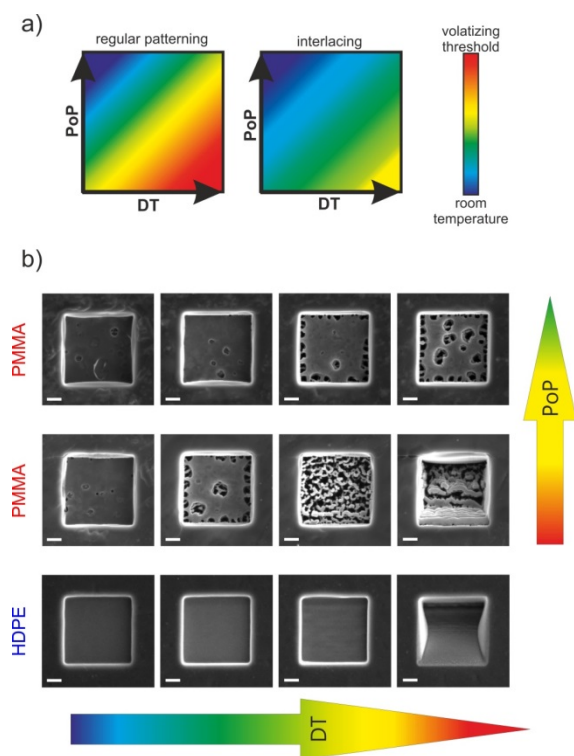 a)
regular patterning
interlacing
volatizing
threshold
PoP
PoP
DT
DT
room
temperature
b)
PMMA
PoP
PMMA
HDPE
DT